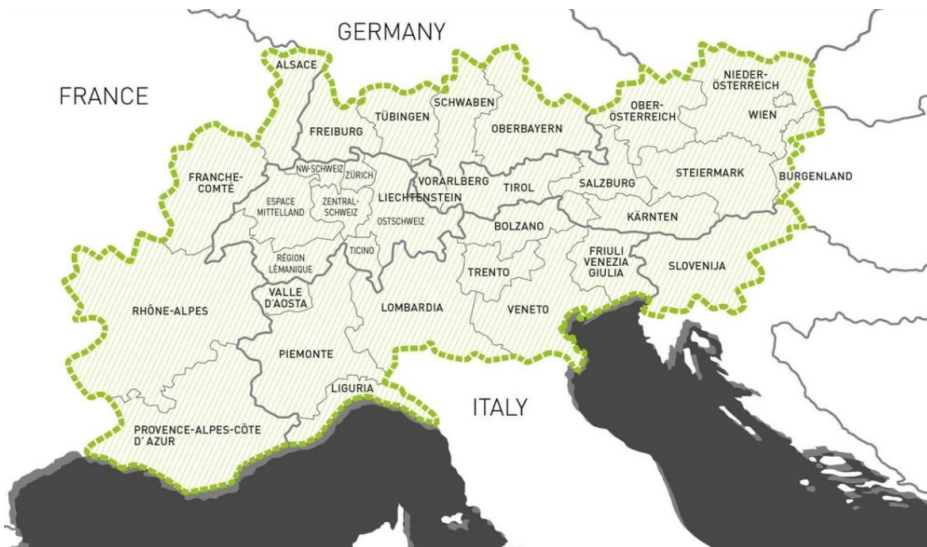 GERMANY
FRANCE
ALSACE
NIEDER-
ÖSTERREICH
SCHWABEN
OBER-
ÖSTERREICH
WIEN
TÜBINGEN
FREIBURG
OBERBAYERN
NW-SCHWEIZ
ZÜRICH
FRANCHE-
COMTÉ
VORARLBERG
TIROL
SALZBURG
STEIERMARK
BURGENLAND
LIECHTENSTEIN
ESPACE
MITTELLAND
ZENTRAL-
SCHWEIZ
OSTSCHWEIZ
KÄRNTEN
BOLZANO
RÉGION
LÉMANIQUE
TICINO
FRIULI
VENEZIA
GIULIA
SLOVENIJA
TRENTO
VALLE
D'AOSTA
RHÔNE-ALPES
LOMBARDIA
VENETO
PIEMONTE
LIGURIA
ITALY
PROVENCE-ALPES-CÔTE
D' AZUR